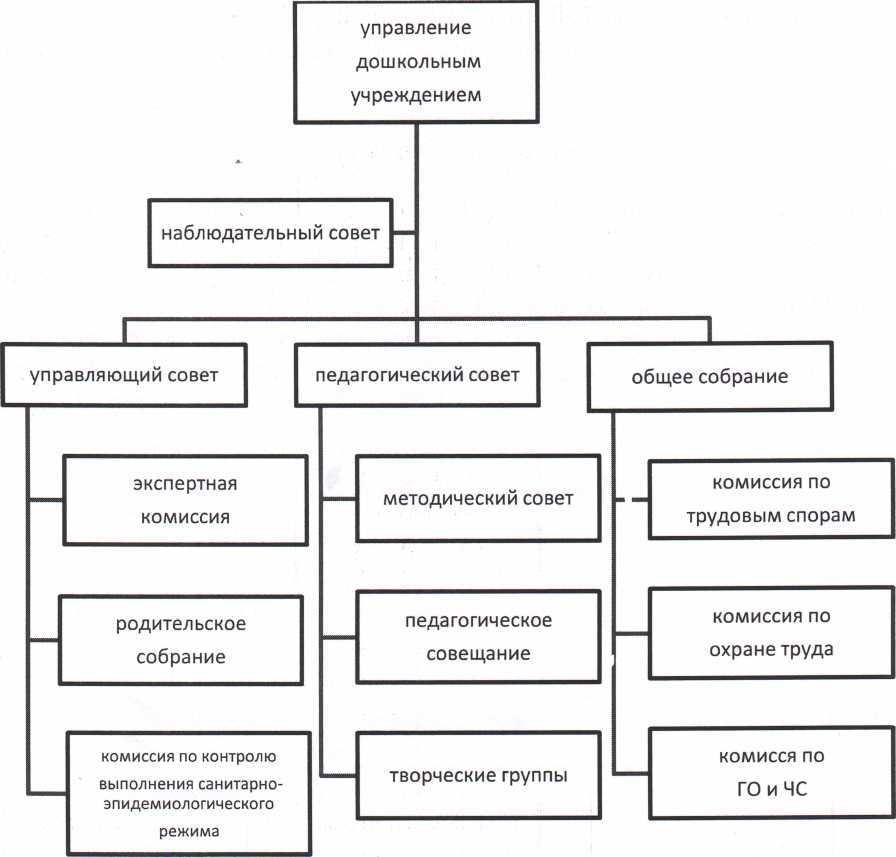 управление
дошкольным
учреждением
наблюдательный совет
управляющий совет
педагогический совет
общее собрание
экспертная
комиссия
родительское
собрание
комиссия по контролю
выполнения санитарно-
эпидемиологического
режима
методический совет
педагогическое
совещание
творческие группы
комиссия по
трудовым спорам
комиссия по
охране труда
комисся по
ГО и ЧС